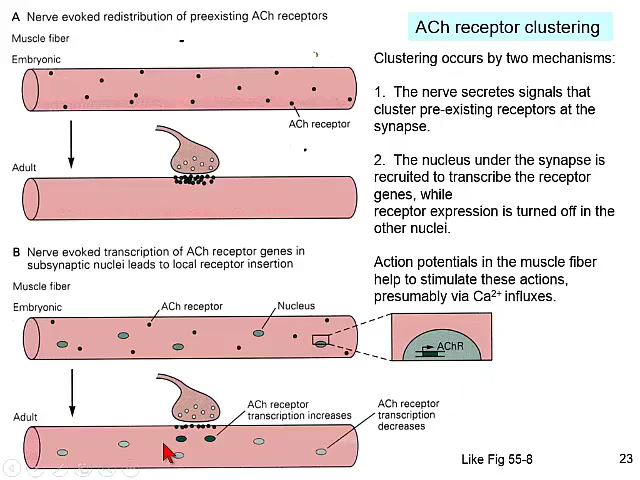 A Nerve evoked redistribution of preexisting ACh receptors
Muscle fiber
Embryonic
ACh receptor
Adult
B Nerve evoked transcription of ACh receptor genes in
subsynaptic nuclei leads to local receptor insertion
Muscle fiber
Embryonic
ACh receptor
Nucleus
AChR
Adult
ACh receptor
transcription increases
ACh receptor
transcription
decreases
ACh receptor clustering
Clustering occurs by two mechanisms:
1. The nerve secretes signals that
cluster pre-existing receptors at the
synapse.
2. The nucleus under the synapse is
recruited to transcribe the receptor
genes, while
receptor expression is turned off in the
other nuclei.
Action potentials in the muscle fiber
help to stimulate these actions,
presumably via Ca²⁺ influxes.
Like Fig 55-8
23